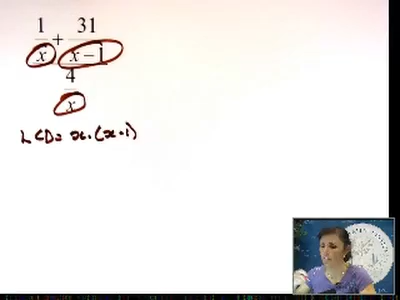 1/x + 31/(x-1)
4/x
LCD= x·(x-1)